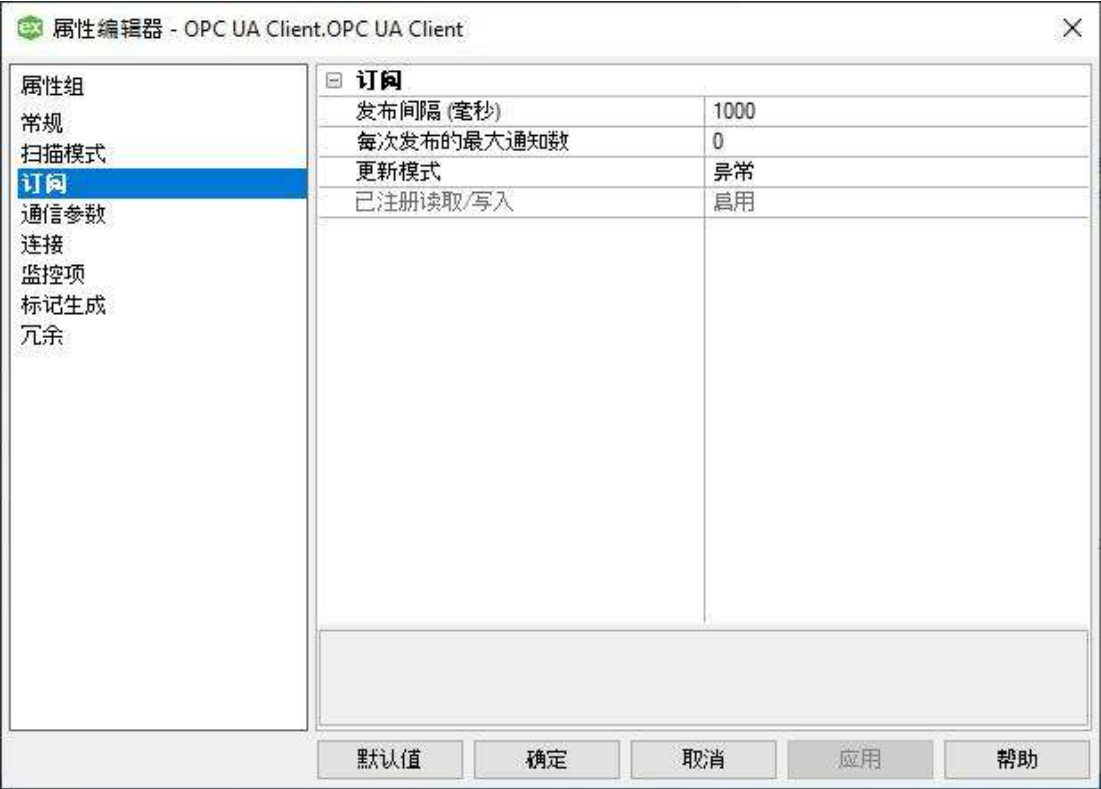 ex 属性编辑器 - OPC UA Client.OPC UA Client
属性组
常规
扫描模式
订阅
通信参数
连接
监控项
标记生成
冗余
订阅
发布间隔 (毫秒) 1000
每次发布的最大通知数 0
更新模式 异常
已注册读取/写入 启用
默认值 确定 取消 应用 帮助